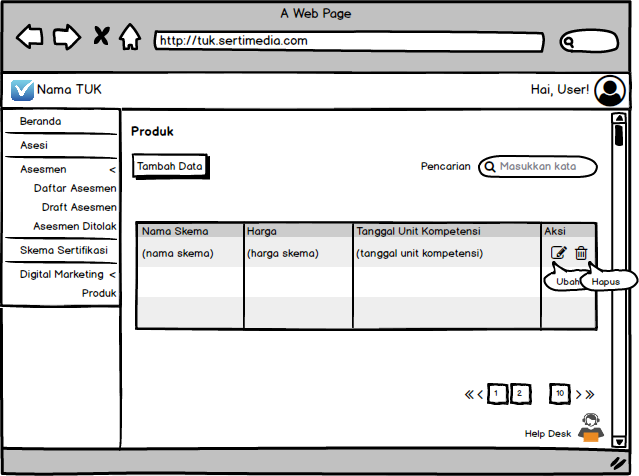 A Web Page
http://tuk.sertimedia.com
Nama TUK
Hai, User!
Beranda
Asesi
Asesmen <
Daftar Asesmen
Draft Asesmen
Asesmen Ditolak
Skema Sertifikasi
Digital Marketing <
Produk
Produk
Tambah Data
Pencarian
Masukkan kata
Nama Skema Harga Tanggal Unit Kompetensi Aksi
(nama skema) (harga skema) (tanggal unit kompetensi)
Ubah Hapus
« < 1 2 10 > »
Help Desk